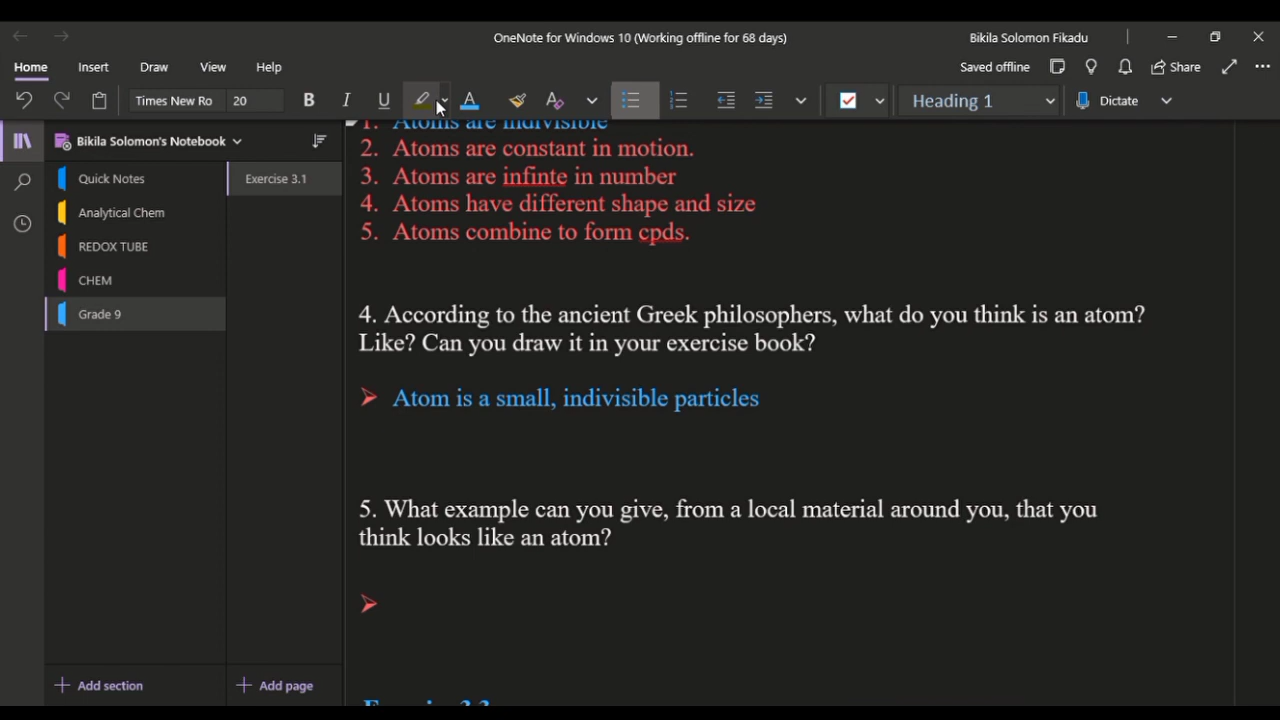 OneNote for Windows 10 (Working offline for 68 days)
Bikila Solomon Fikadu
Home Insert Draw View Help
Saved offline
Share
Times New Ro 20
B I U A
Heading 1
Dictate
Bikila Solomon's Notebook
Quick Notes
Analytical Chem
REDOX TUBE
CHEM
Grade 9
Exercise 3.1
1. Atoms are indivisible
2. Atoms are constant in motion.
3. Atoms are infinte in number
4. Atoms have different shape and size
5. Atoms combine to form cpds.
4. According to the ancient Greek philosophers, what do you think is an atom?
Like? Can you draw it in your exercise book?
Atom is a small, indivisible particles
5. What example can you give, from a local material around you, that you
think looks like an atom?
Add section
Add page